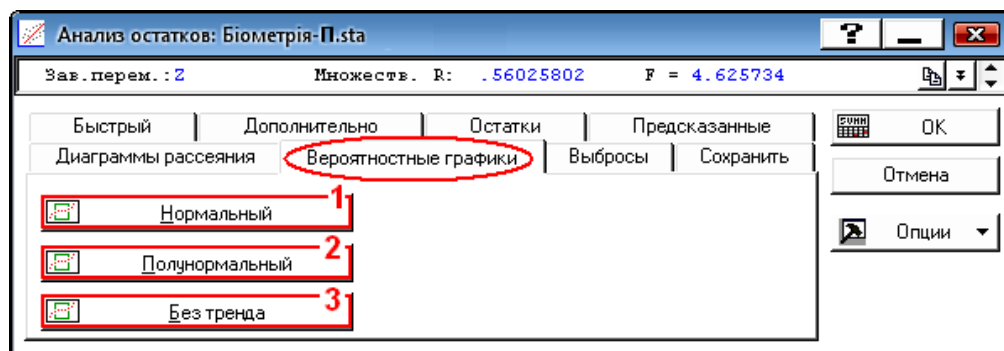 Анализ остатков: Біометрія-П.sta
Зав.перем.:Z Множеств. R: .56025802 F = 4.625734
Быстрый Дополнительно Остатки Предсказанные
Диаграммы рассеяния Вероятностные графики Выбросы Сохранить
1
Нормальный
2
Полунормальный
3
Без тренда
SUMM
OK
Отмена
Опции